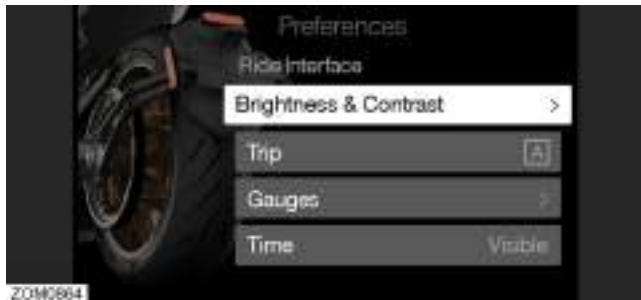 Preferences
Ride Interface
Brightness & Contrast >
Trip A
Gauges >
Time Visible
ZOM0864